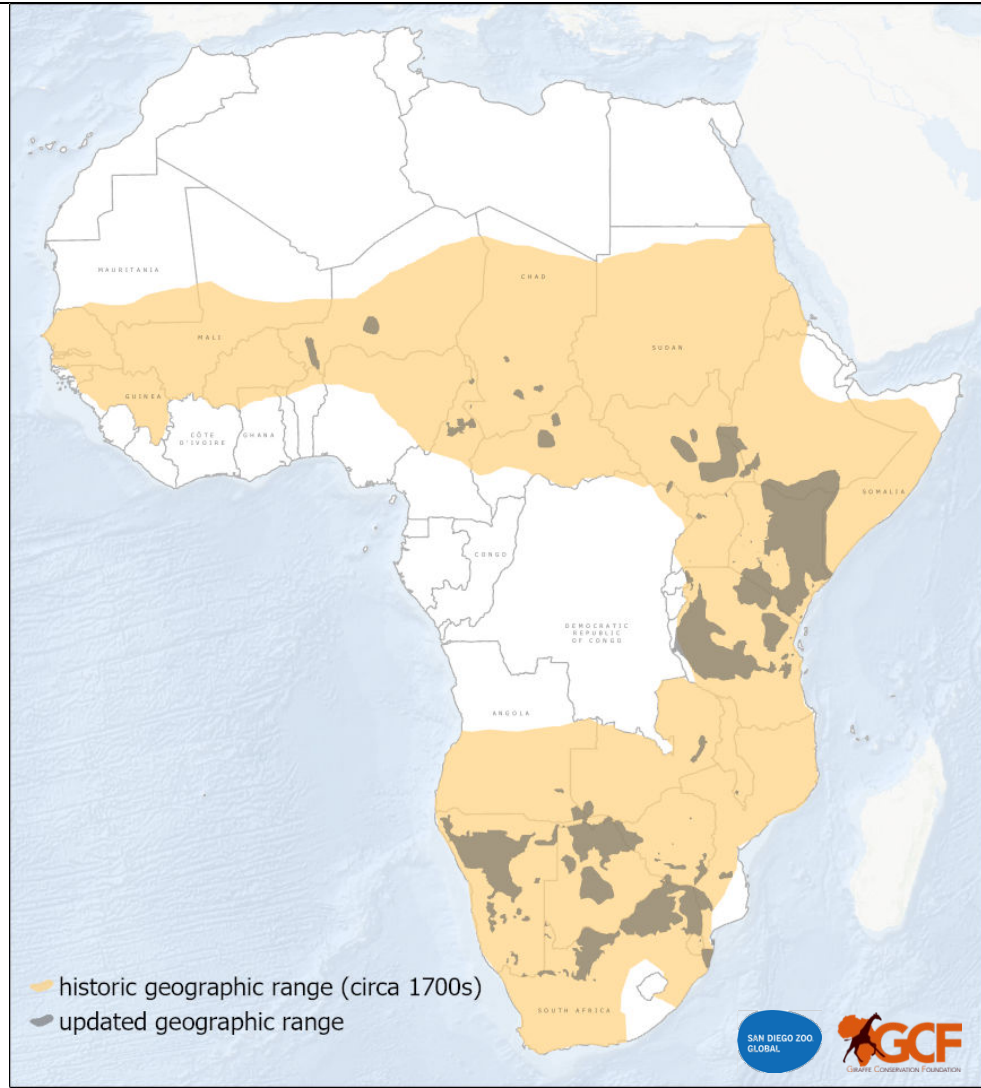 MAURITANIA
CHAD
MALI
SUDAN
GUINEA
CÔTE
D'IVOIRE
GHANA
SOMALIA
CONGO
DEMOCRATIC
REPUBLIC
OF CONGO
ANGOLA
historic geographic range (circa 1700s)
updated geographic range
SOUTH AFRICA
SAN DIEGO ZOO
GLOBAL
GCF
GIRAFFE CONSERVATION FOUNDATION